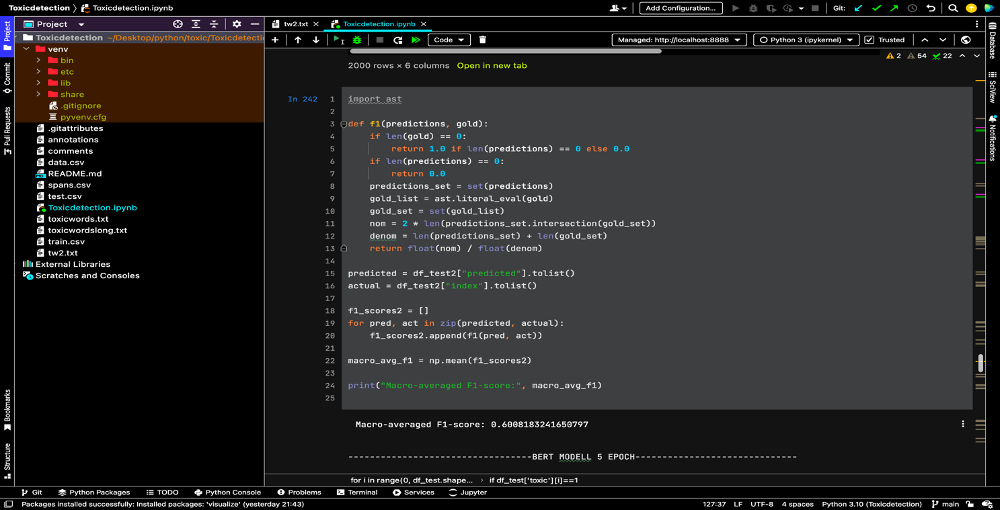 Toxicdetection > Toxicdetection.ipynb
Add Configuration...
Git:
Project
Toxicdetection ~/Desktop/python/toxic/Toxicdetecti
venv
bin
etc
lib
share
.gitignore
pyvenv.cfg
.gitattributes
annotations
comments
data.csv
README.md
spans.csv
test.csv
Toxicdetection.ipynb
toxicwords.txt
toxicwordslong.txt
train.csv
tw2.txt
External Libraries
Scratches and Consoles
Project
Commit
Pull Requests
Bookmarks
Structure
tw2.txt
Toxicdetection.ipynb
Code
Managed: http://localhost:8888
Python 3 (ipykernel)
Trusted
2 54 22
2000 rows × 6 columns Open in new tab
In 242
1 import ast
2
3 def f1(predictions, gold):
4 if len(gold) == 0:
5 return 1.0 if len(predictions) == 0 else 0.0
6 if len(predictions) == 0:
7 return 0.0
8 predictions_set = set(predictions)
9 gold_list = ast.literal_eval(gold)
10 gold_set = set(gold_list)
11 nom = 2 * len(predictions_set.intersection(gold_set))
12 denom = len(predictions_set) + len(gold_set)
13 return float(nom) / float(denom)
14
15 predicted = df_test2["predicted"].tolist()
16 actual = df_test2["index"].tolist()
17
18 f1_scores2 = []
19 for pred, act in zip(predicted, actual):
20 f1_scores2.append(f1(pred, act))
21
22 macro_avg_f1 = np.mean(f1_scores2)
23
24 print("Macro-averaged F1-score:", macro_avg_f1)
25
Macro-averaged F1-score: 0.6008183241650797
----------------------------------BERT MODELL 5 EPOCH------------------------------
for i in range(0, df_test.shape... > if df_test['toxic'][i]==1
Database
SciView
Notifications
Git
Python Packages
TODO
Python Console
Problems
Terminal
Services
Jupyter
Packages installed successfully: Installed packages: 'visualize' (yesterday 21:43)
127:37 LF UTF-8 4 spaces Python 3.10 (Toxicdetection) main